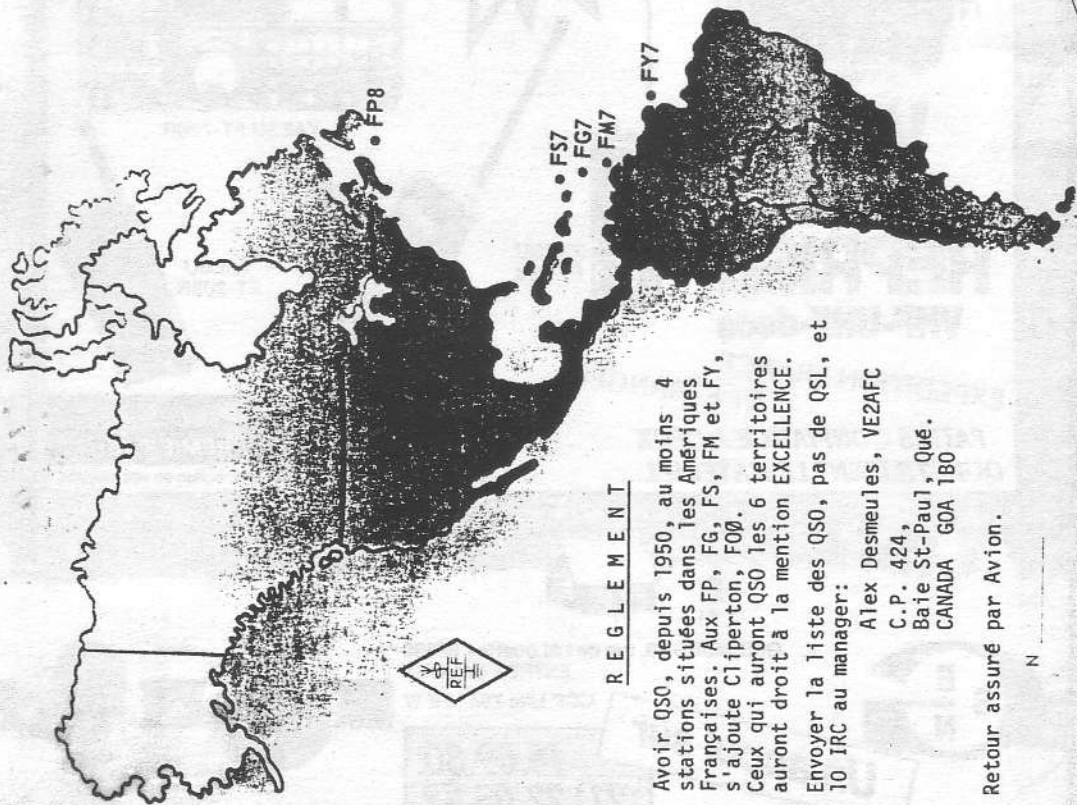 FP8
FS7
FG7
FM7
FY7
REF
REGLEMENT
Avoir QSO, depuis 1950, au moins 4
stations situées dans les Amériques
Françaises. Aux FP, FG, FS, FM et FY,
s'ajoute Cliperton, FOØ.
Ceux qui auront QSO les 6 territoires
auront droit à la mention EXCELLENCE.
Envoyer la liste des QSO, pas de QSL, et
10 IRC au manager:
Alex Desmeules, VE2AFC
C.P. 424,
Baie St-Paul, Qué.
CANADA GOA 1BO
Retour assuré par Avion.
N